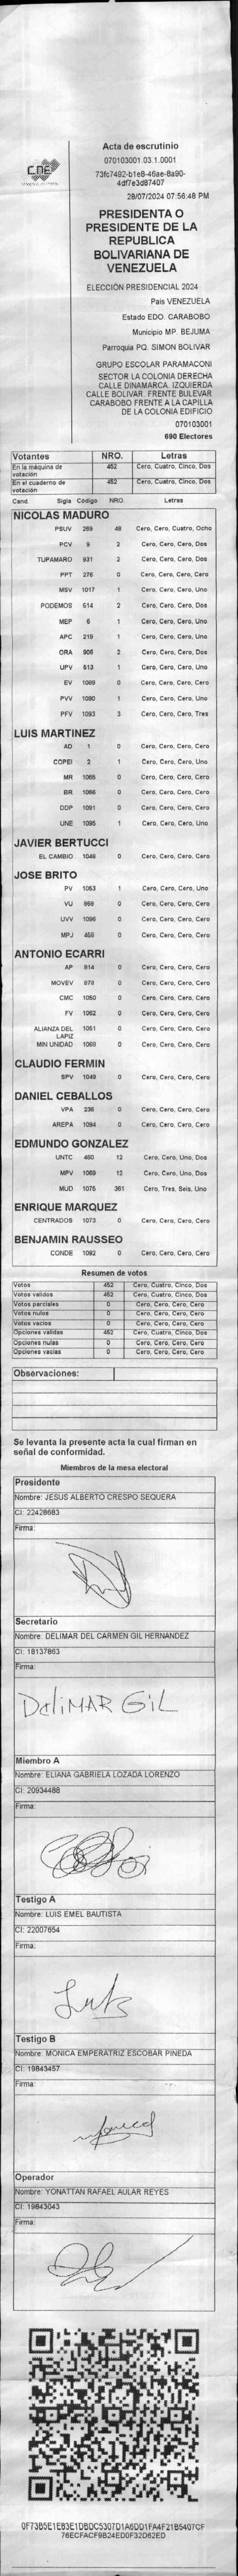 CNE
Acta de escrutinio
070103001.03.1.0001
73fc7492-b1e8-46ae-8a90-
4df7e3d87407
28/07/2024 07:56:48 PM
PRESIDENTA O
PRESIDENTE DE LA
REPUBLICA
BOLIVARIANA DE
VENEZUELA
ELECCIÓN PRESIDENCIAL 2024
Pais VENEZUELA
Estado EDO. CARABOBO
Municipio MP. BEJUMA
Parroquia PQ. SIMON BOLIVAR
GRUPO ESCOLAR PARAMACONI
SECTOR LA COLONIA DERECHA
CALLE DINAMARCA. IZQUIERDA
CALLE BOLIVAR. FRENTE BULEVAR
CARABOBO FRENTE A LA CAPILLA
DE LA COLONIA EDIFICIO
070103001
690 Electores
Votantes NRO. Letras
En la máquina de votación 452 Cero, Cuatro, Cinco, Dos
En el cuaderno de votación 452 Cero, Cuatro, Cinco, Dos
Cand. Sigla Código NRO. Letras
NICOLAS MADURO
PSUV 269 48 Cero, Cero, Cuatro, Ocho
PCV 9 2 Cero, Cero, Cero, Dos
TUPAMARO 931 2 Cero, Cero, Cero, Dos
PPT 276 0 Cero, Cero, Cero, Cero
MSV 1017 1 Cero, Cero, Cero, Uno
PODEMOS 514 2 Cero, Cero, Cero, Dos
MEP 6 1 Cero, Cero, Cero, Uno
APC 219 1 Cero, Cero, Cero, Uno
ORA 906 2 Cero, Cero, Cero, Dos
UPV 513 1 Cero, Cero, Cero, Uno
EV 1089 0 Cero, Cero, Cero, Cero
PVV 1090 1 Cero, Cero, Cero, Uno
PFV 1093 3 Cero, Cero, Cero, Tres
LUIS MARTINEZ
AD 1 0 Cero, Cero, Cero, Cero
COPEI 2 1 Cero, Cero, Cero, Uno
MR 1065 0 Cero, Cero, Cero, Cero
BR 1066 0 Cero, Cero, Cero, Cero
DDP 1091 0 Cero, Cero, Cero, Cero
UNE 1095 1 Cero, Cero, Cero, Uno
JAVIER BERTUCCI
EL CAMBIO 1048 0 Cero, Cero, Cero, Cero
JOSE BRITO
PV 1053 1 Cero, Cero, Cero, Uno
VU 868 0 Cero, Cero, Cero, Cero
UVV 1096 0 Cero, Cero, Cero, Cero
MPJ 458 0 Cero, Cero, Cero, Cero
ANTONIO ECARRI
AP 814 0 Cero, Cero, Cero, Cero
MOVEV 878 0 Cero, Cero, Cero, Cero
CMC 1050 0 Cero, Cero, Cero, Cero
FV 1062 0 Cero, Cero, Cero, Cero
ALIANZA DEL LAPIZ 1051 0 Cero, Cero, Cero, Cero
MIN UNIDAD 1068 0 Cero, Cero, Cero, Cero
CLAUDIO FERMIN
SPV 1049 0 Cero, Cero, Cero, Cero
DANIEL CEBALLOS
VPA 236 0 Cero, Cero, Cero, Cero
AREPA 1094 0 Cero, Cero, Cero, Cero
EDMUNDO GONZALEZ
UNTC 460 12 Cero, Cero, Uno, Dos
MPV 1069 12 Cero, Cero, Uno, Dos
MUD 1075 361 Cero, Tres, Seis, Uno
ENRIQUE MARQUEZ
CENTRADOS 1073 0 Cero, Cero, Cero, Cero
BENJAMIN RAUSSEO
CONDE 1092 0 Cero, Cero, Cero, Cero
Resumen de votos
Votos 452 Cero, Cuatro, Cinco, Dos
Votos validos 452 Cero, Cuatro, Cinco, Dos
Votos parciales 0 Cero, Cero, Cero, Cero
Votos nulos 0 Cero, Cero, Cero, Cero
Votos vacios 0 Cero, Cero, Cero, Cero
Opciones validas 452 Cero, Cuatro, Cinco, Dos
Opciones nulas 0 Cero, Cero, Cero, Cero
Opciones vacias 0 Cero, Cero, Cero, Cero
Observaciones:
Se levanta la presente acta la cual firman en
señal de conformidad.
Miembros de la mesa electoral
Presidente
Nombre: JESUS ALBERTO CRESPO SEQUERA
CI: 22428683
Firma:
Secretario
Nombre: DELIMAR DEL CARMEN GIL HERNANDEZ
CI: 18137863
Firma:
DeliMAR GiL
Miembro A
Nombre: ELIANA GABRIELA LOZADA LORENZO
CI: 20934488
Firma:
Testigo A
Nombre: LUIS EMEL BAUTISTA
CI: 22007654
Firma:
Luis
Testigo B
Nombre: MONICA EMPERATRIZ ESCOBAR PINEDA
CI: 19843457
Firma:
Operador
Nombre: YONATTAN RAFAEL AULAR REYES
CI: 19843043
Firma:
0F73B5E1E83E1DBDC5307D1A6DD1FA4F21B5407CF
76ECFACF9B24ED0F32D62ED